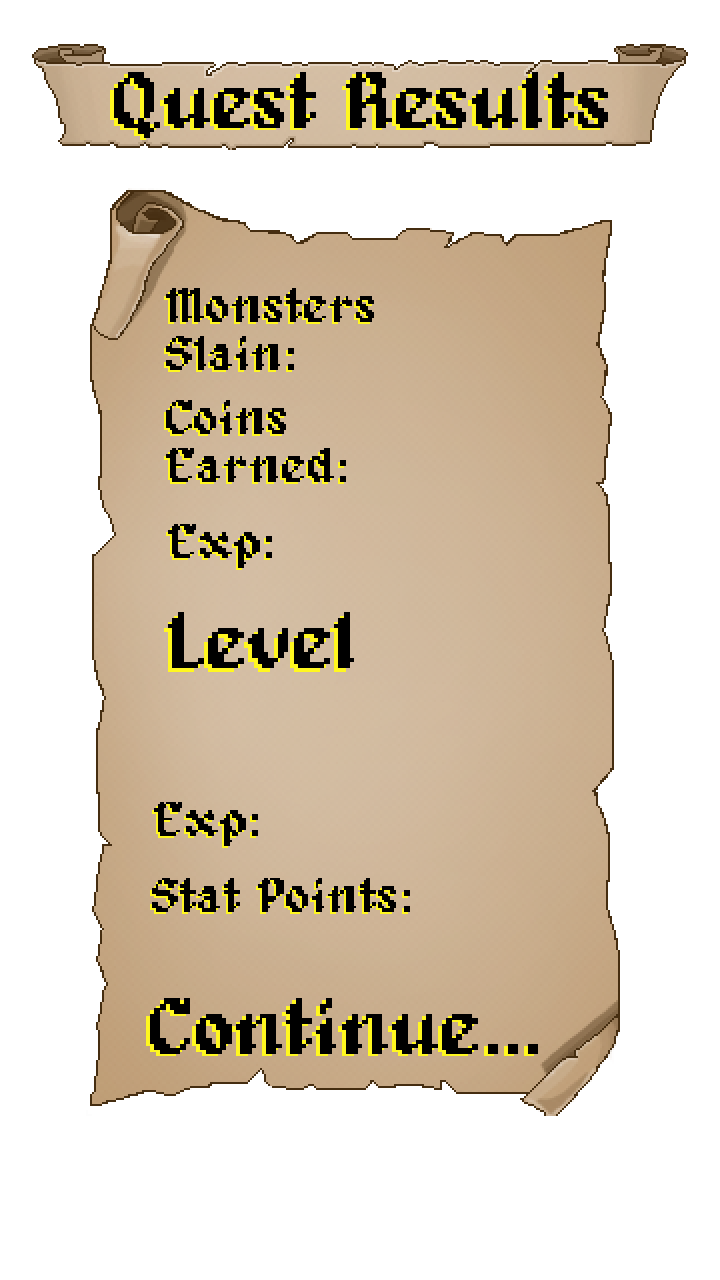 Quest Results
Monsters
Slain:
Coins
Earned:
Exp:
Level
Exp:
Stat Points:
Continue...